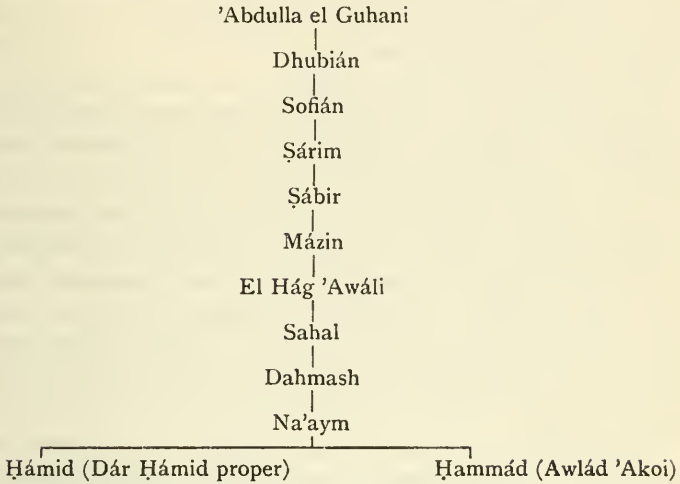 ’Abdulla el Guhani
Dhubián
Sofián
Ṣárim
Ṣábir
Mázin
El Hág ’Awáli
Sahal
Dahmash
Na’aym
Ḥámid (Dár Ḥámid proper) Ḥammád (Awlád ’Akoi)